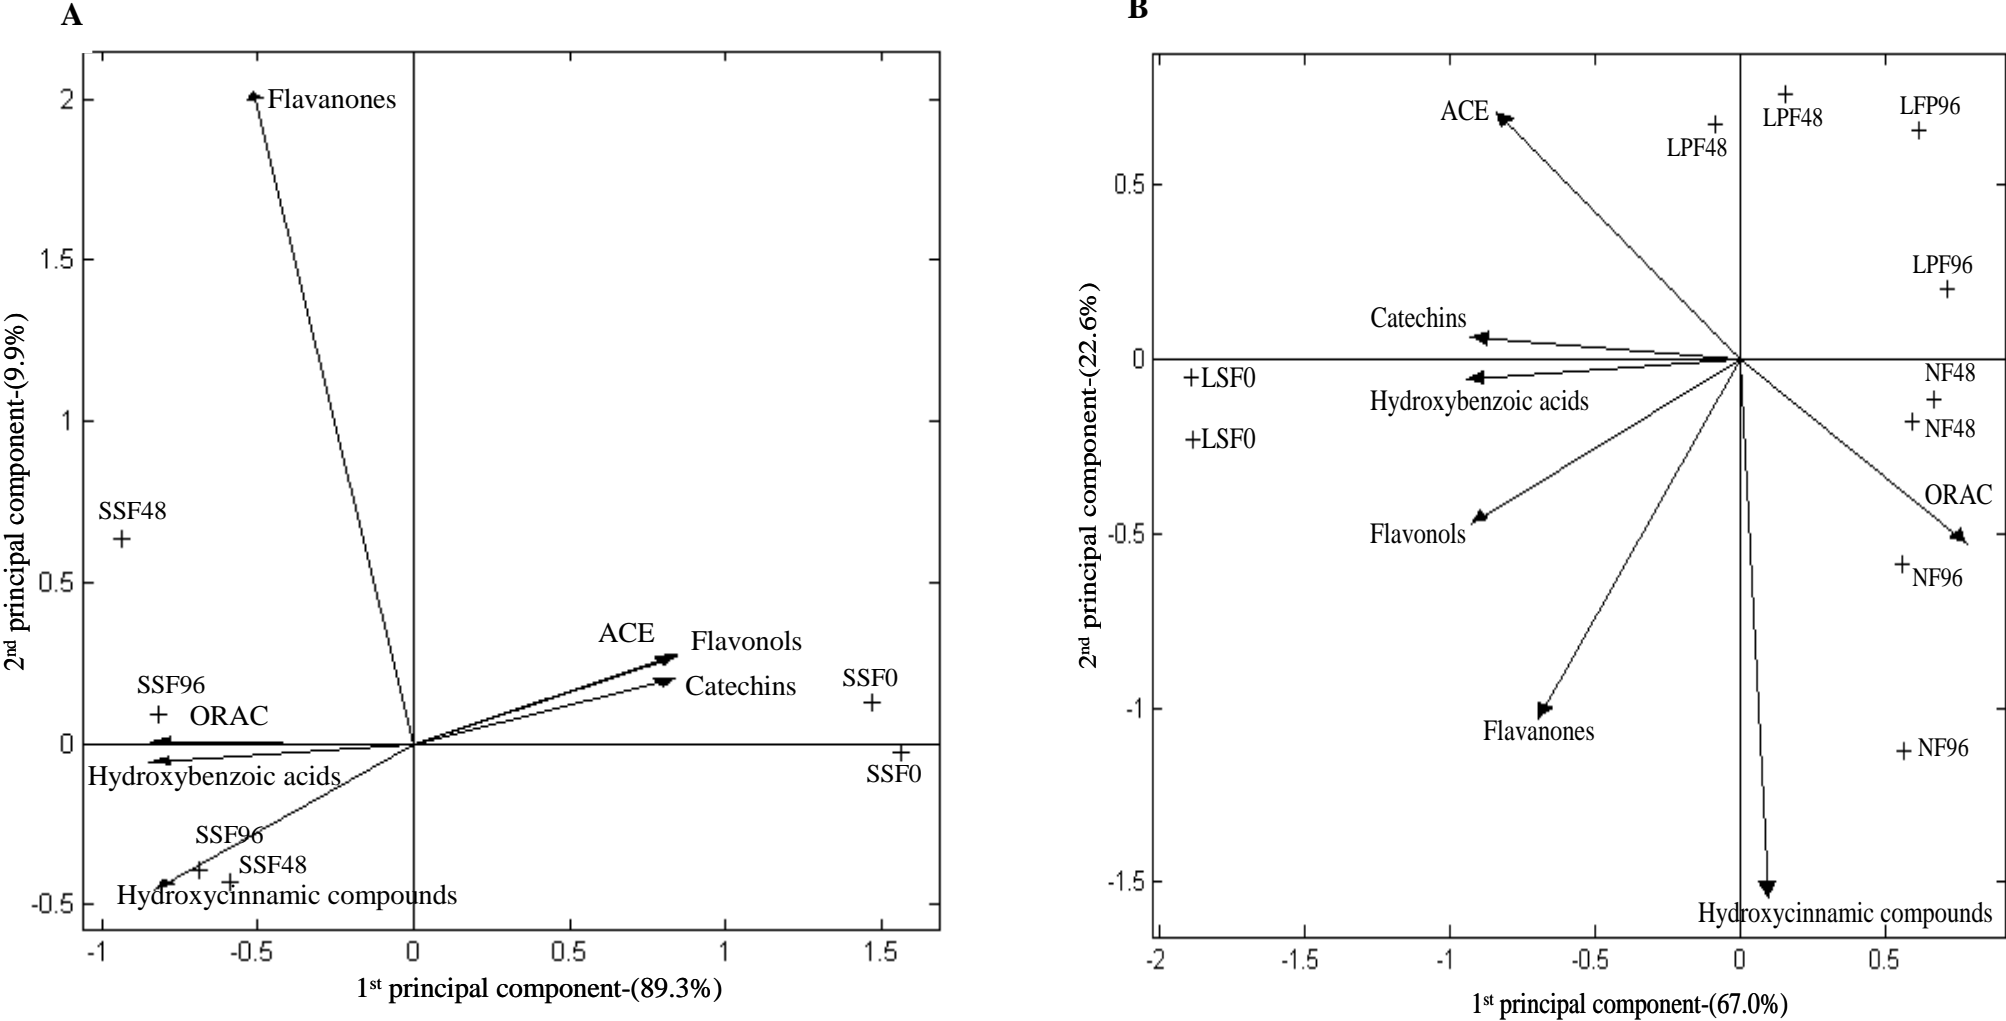 A
2
1.5
1
0.5
0
-0.5
-1
-0.5
0
0.5
1
1.5
2nd principal component-(9.9%)
1st principal component-(89.3%)
Flavanones
SSF48
ACE
Flavonols
Catechins
SSF0
SSF0
SSF96
ORAC
Hydroxybenzoic acids
SSF96
SSF48
Hydroxycinnamic compounds
B
0.5
0
-0.5
-1
-1.5
-2
-1.5
-1
-0.5
0
0.5
2nd principal component-(22.6%)
1st principal component-(67.0%)
ACE
LPF48
LPF48
LFP96
LPF96
Catechins
LSF0
Hydroxybenzoic acids
LSF0
NF48
NF48
ORAC
Flavonols
NF96
Flavanones
NF96
Hydroxycinnamic compounds